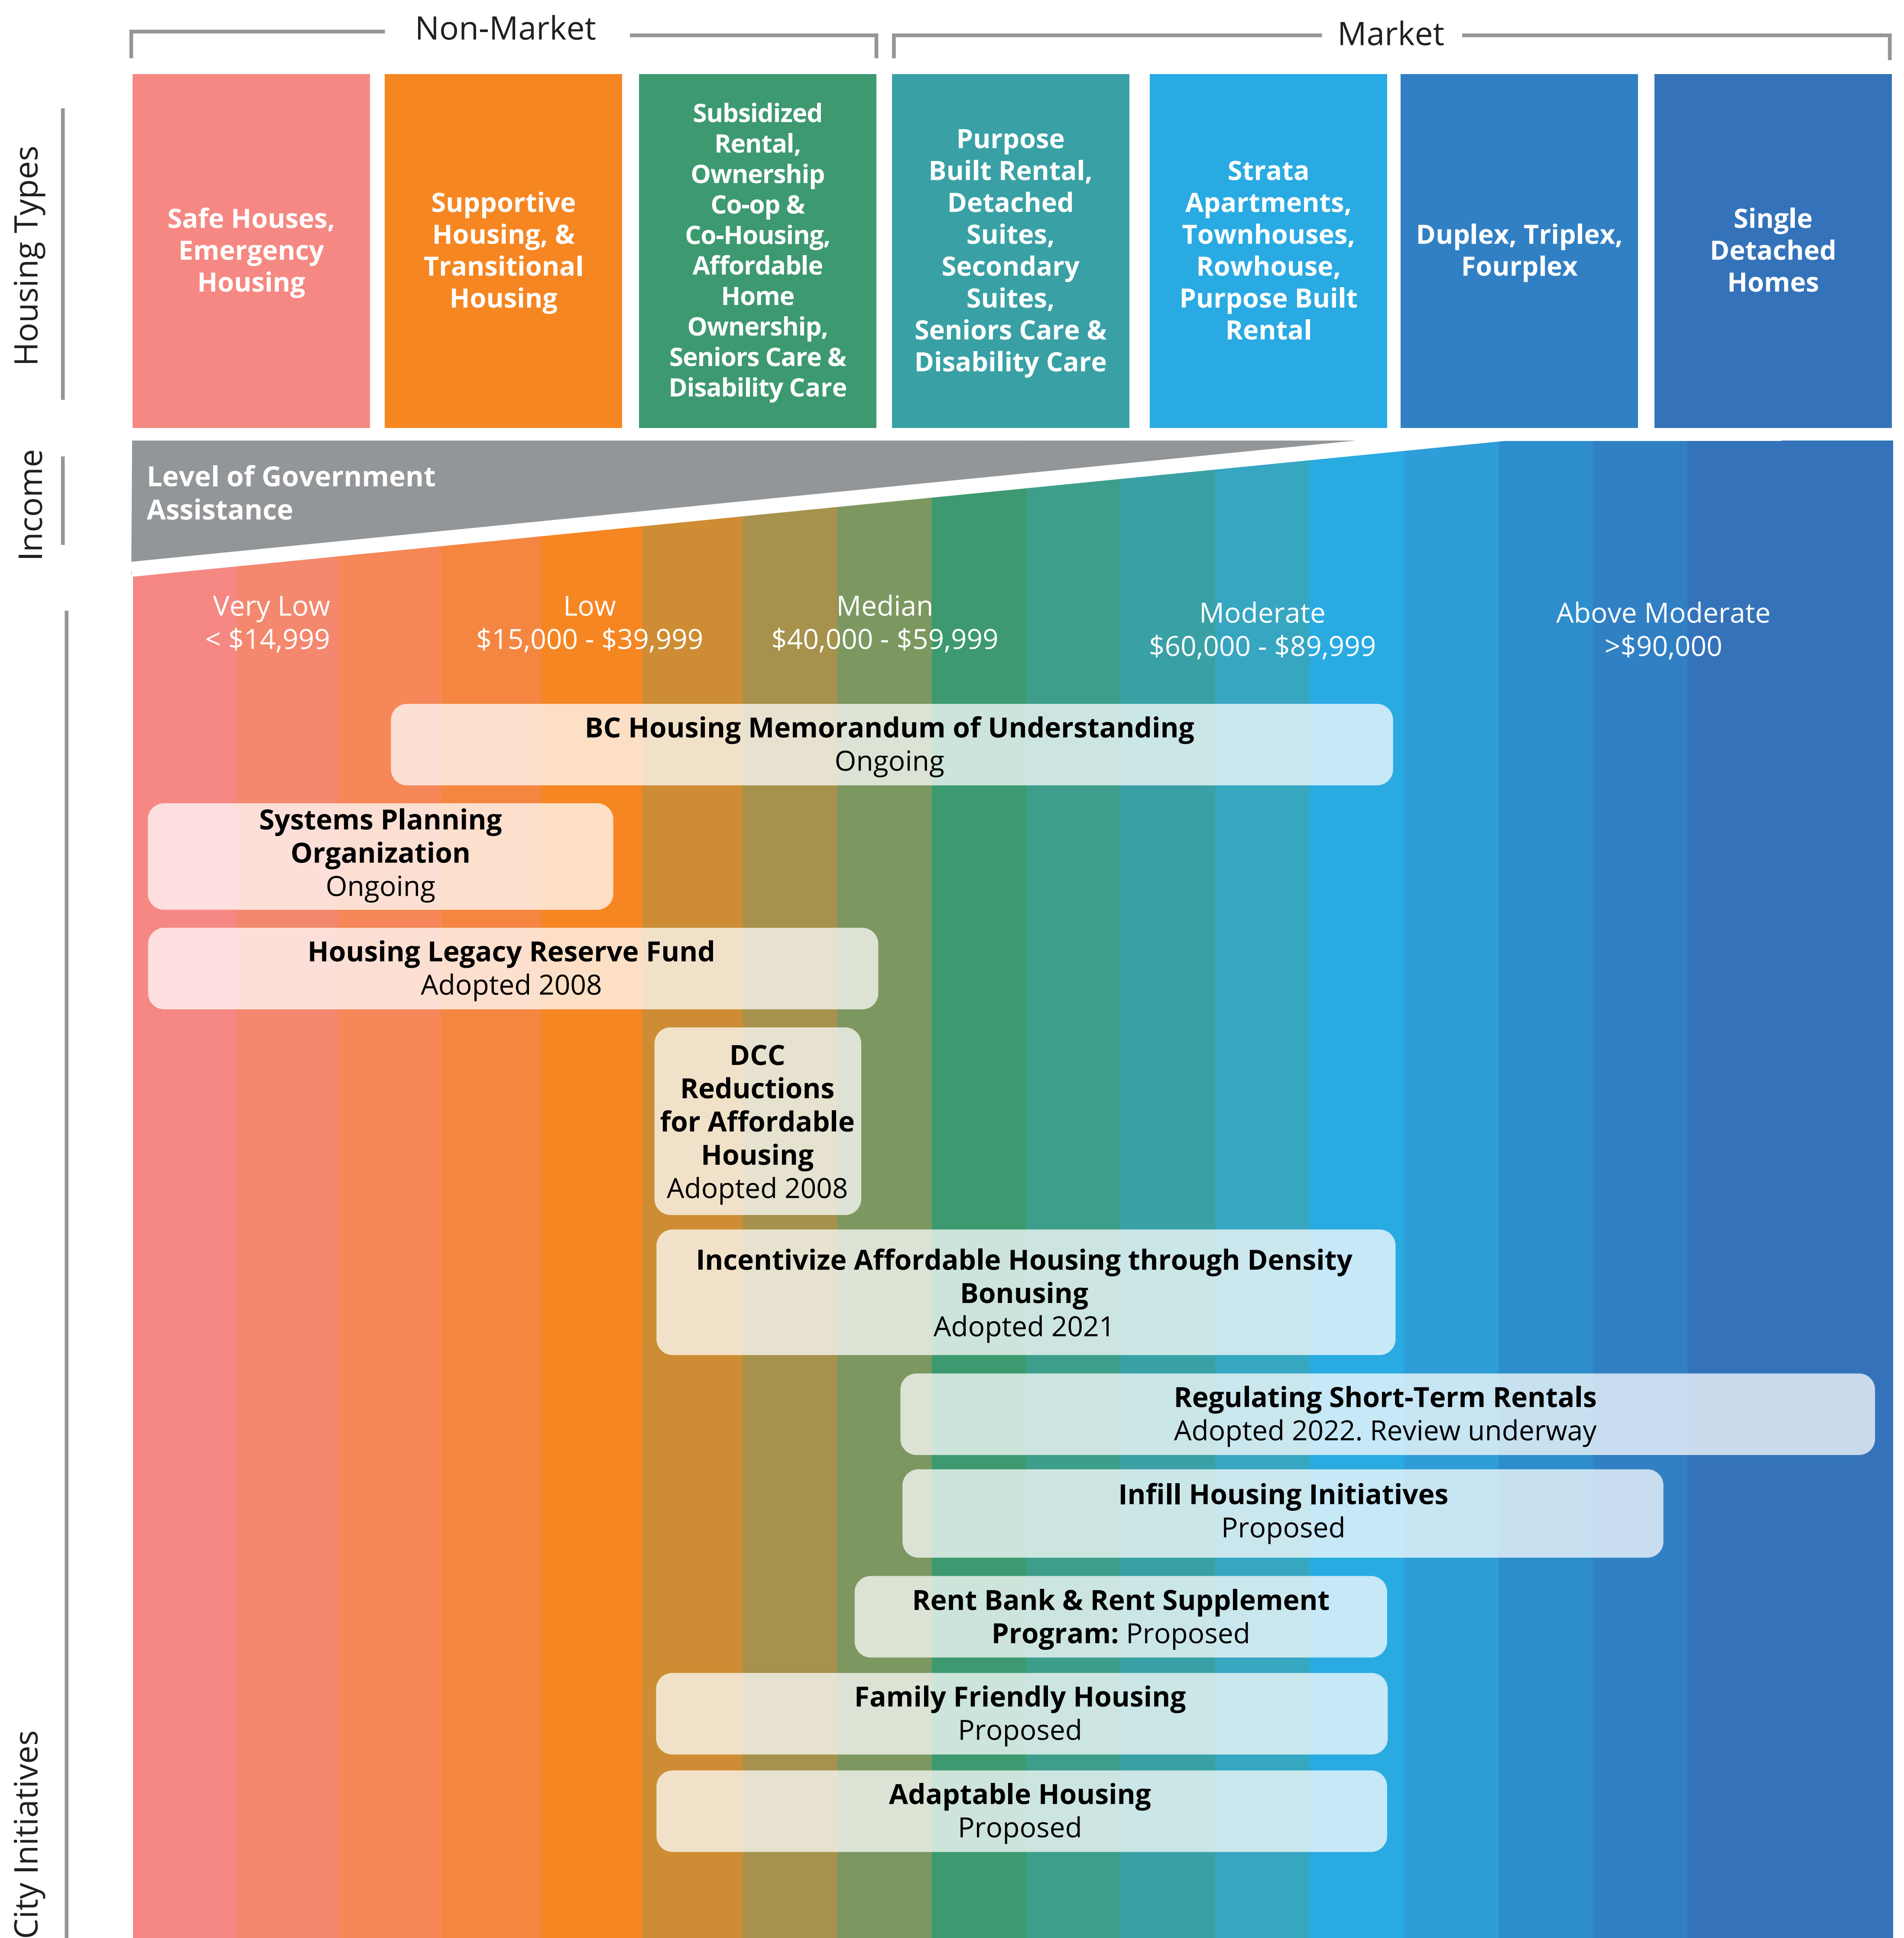 Non-Market
Market
Housing Types
Safe Houses,
Emergency
Housing
Supportive
Housing, &
Transitional
Housing
Subsidized
Rental,
Ownership
Co-op &
Co-Housing,
Affordable
Home
Ownership,
Seniors Care &
Disability Care
Purpose
Built Rental,
Detached
Suites,
Secondary
Suites,
Seniors Care &
Disability Care
Strata
Apartments,
Townhouses,
Rowhouse,
Purpose Built
Rental
Duplex, Triplex,
Fourplex
Single
Detached
Homes
Income
Level of Government
Assistance
Very Low
< $14,999
Low
$15,000 - $39,999
Median
$40,000 - $59,999
Moderate
$60,000 - $89,999
Above Moderate
>$90,000
City Initiatives
BC Housing Memorandum of Understanding
Ongoing
Systems Planning
Organization
Ongoing
Housing Legacy Reserve Fund
Adopted 2008
DCC
Reductions
for Affordable
Housing
Adopted 2008
Incentivize Affordable Housing through Density
Bonusing
Adopted 2021
Regulating Short-Term Rentals
Adopted 2022. Review underway
Infill Housing Initiatives
Proposed
Rent Bank & Rent Supplement
Program: Proposed
Family Friendly Housing
Proposed
Adaptable Housing
Proposed